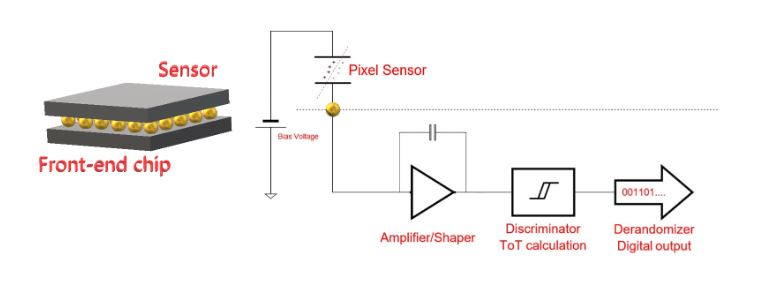 Sensor
Front-end chip
Pixel Sensor
Bias Voltage
Amplifier/Shaper
Discriminator
ToT calculation
001101....
Derandomizer
Digital output